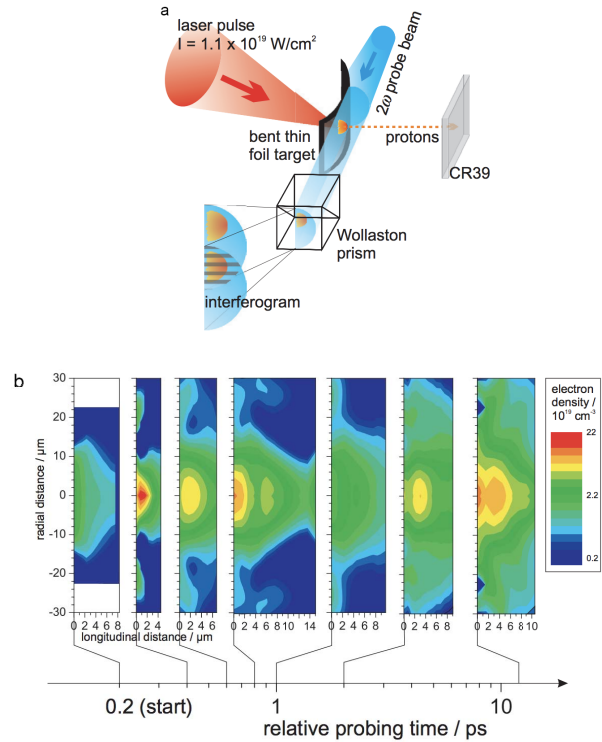 a
laser pulse
I = 1.1 x 10¹⁹ W/cm²
2ω probe beam
bent thin
foil target
protons
CR39
Wollaston
prism
interferogram
b
radial distance / µm
30
20
10
0
-10
-20
-30
0 2 4 6 8
0 2 4
0 2 4 6 8
0 2 4 6 8 10 14
0 2 4 6 8
0 2 4 6 8
0 2 4 6 8 10
longitudinal distance / µm
electron
density /
10¹⁹ cm⁻³
22
2.2
0.2
0.2 (start)
1
10
relative probing time / ps